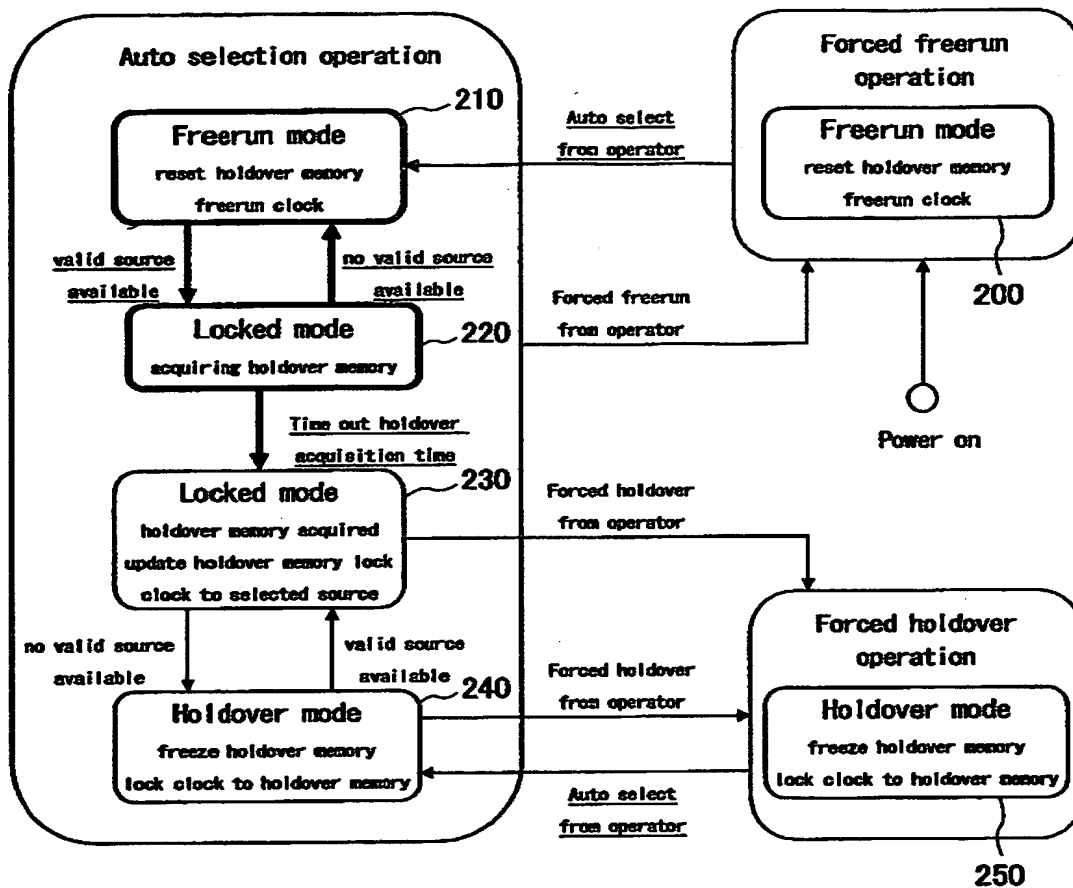 Auto selection operation
210
Freerun mode
reset holdover memory
freerun clock
valid source
available
no valid source
available
Locked mode
acquiring holdover memory
220
Time out holdover
acquisition time
230
Locked mode
holdover memory acquired
update holdover memory lock
clock to selected source
no valid source
available
valid source
available
240
Holdover mode
freeze holdover memory
lock clock to holdover memory
Auto select
from operator
Forced freerun
from operator
Forced holdover
from operator
Forced holdover
from operator
Auto select
from operator
Forced freerun
operation
Freerun mode
reset holdover memory
freerun clock
200
Power on
Forced holdover
operation
Holdover mode
freeze holdover memory
lock clock to holdover memory
250